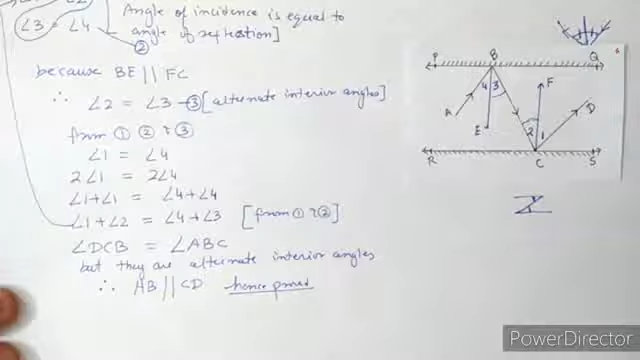 Angle of incidence is equal to
∠3 = ∠4
angle of reflection]
②
because BE || FC
∴ ∠2 = ∠3 -③ [alternate interior angles]
from ① ② & ③
∠1 = ∠4
2∠1 = 2∠4
∠1+∠1 = ∠4+∠4
∠1+∠2 = ∠4+∠3 [from ① & ②]
∠DCB = ∠ABC
but they are alternate interior angles
∴ AB || CD hence proved
P B Q
4 3 F
A D
E 2 1
R C S
PowerDirector